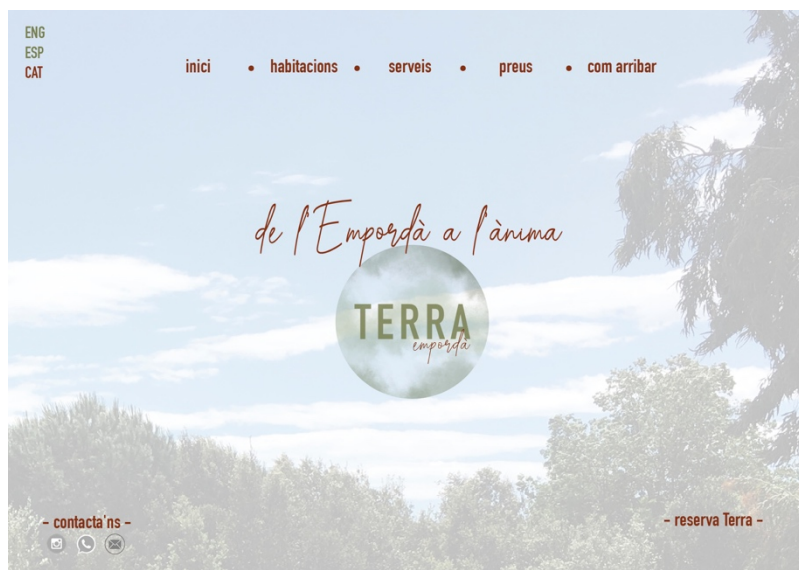 ENG
ESP
CAT
inici • habitacions • serveis • preus • com arribar
de l'Empordà a l'ànima
TERRA
empordà
- contacta'ns -
- reserva Terra -